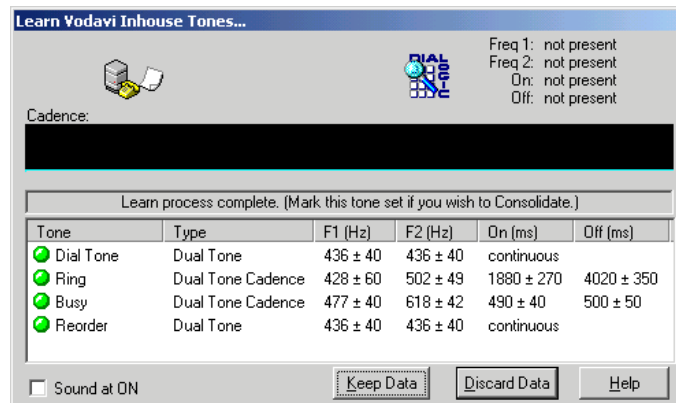 Learn Vodavi Inhouse Tones...
DIAL
LOGIC
Freq 1: not present
Freq 2: not present
On: not present
Off: not present
Cadence:
Learn process complete. (Mark this tone set if you wish to Consolidate.)
Tone Type F1 (Hz) F2 (Hz) On (ms) Off (ms)
Dial Tone Dual Tone 436 ± 40 436 ± 40 continuous
Ring Dual Tone Cadence 428 ± 60 502 ± 49 1880 ± 270 4020 ± 350
Busy Dual Tone Cadence 477 ± 40 618 ± 42 490 ± 40 500 ± 50
Reorder Dual Tone 436 ± 40 436 ± 40 continuous
Sound at ON Keep Data Discard Data Help